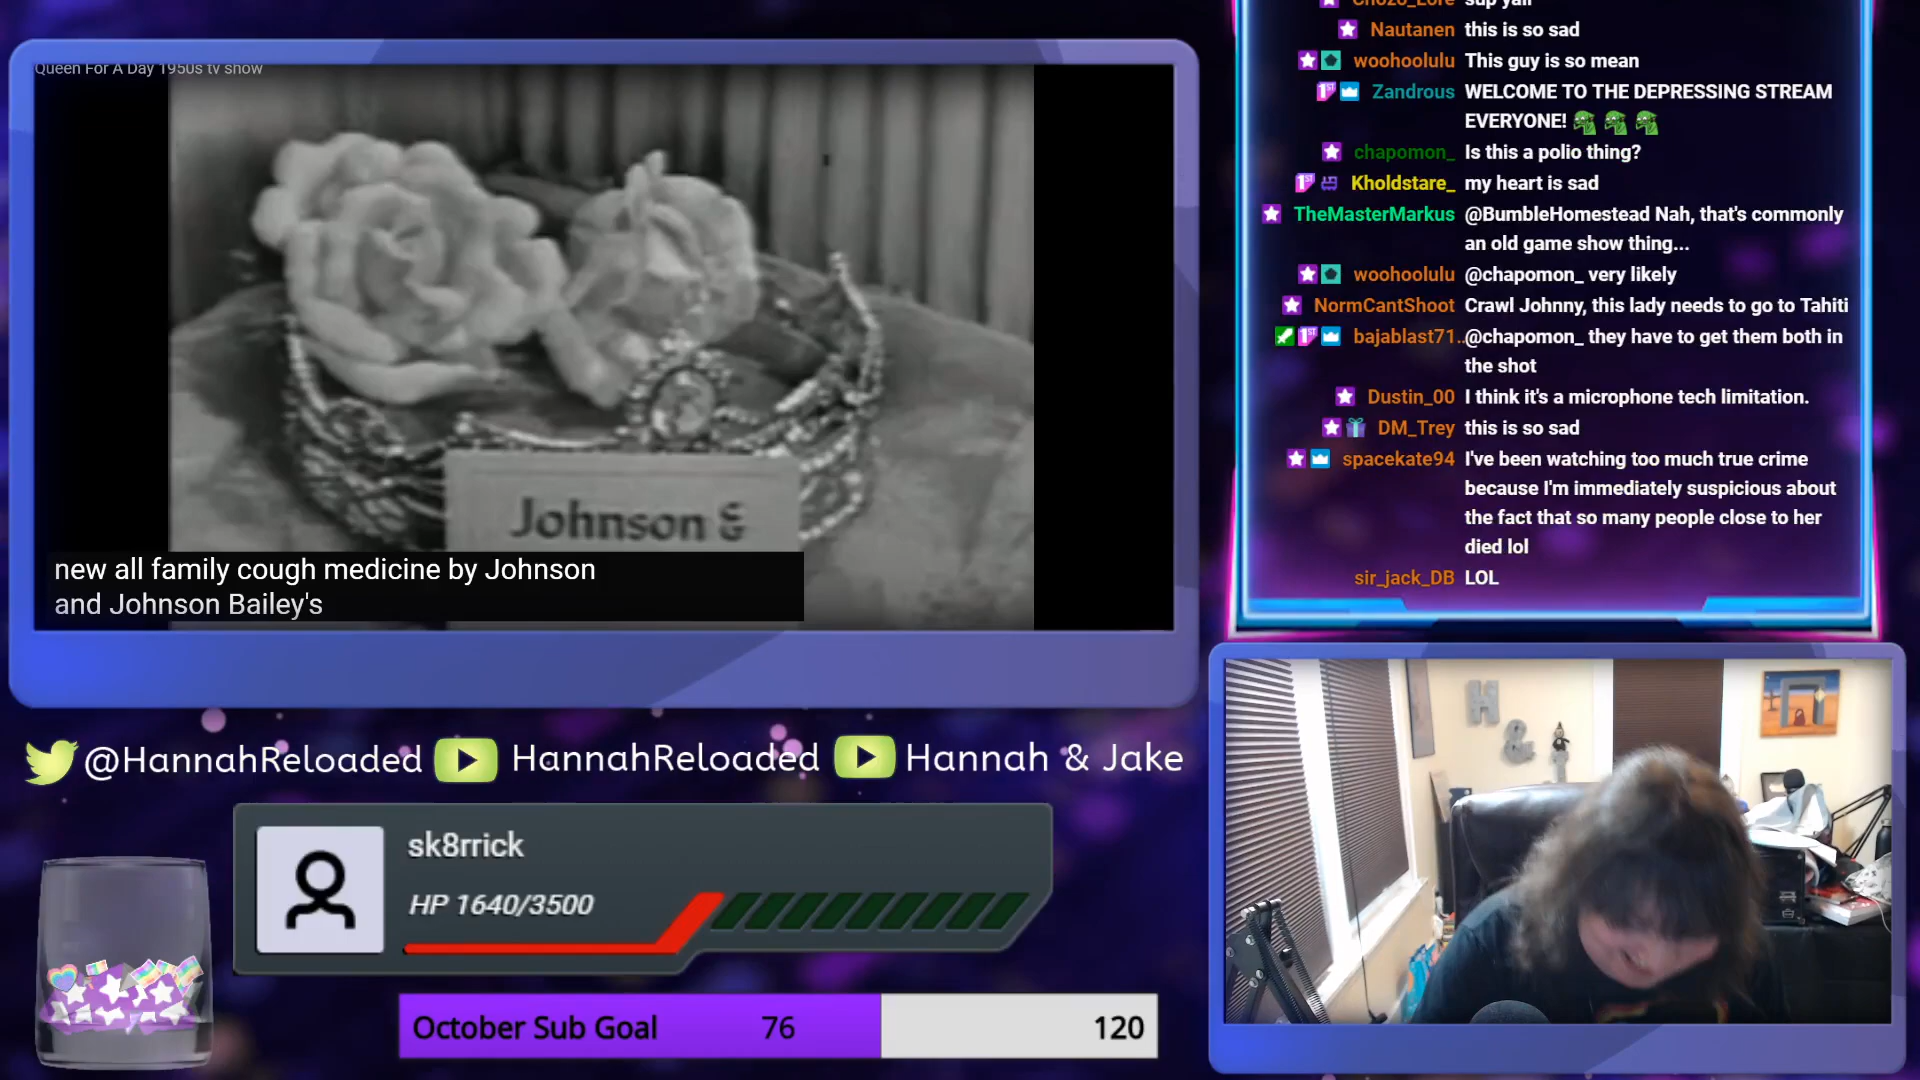 Queen For A Day 1950s tv show
Johnson &
new all family cough medicine by Johnson
and Johnson Bailey's
sup yall
Nautanen this is so sad
woohoolulu This guy is so mean
Zandrous WELCOME TO THE DEPRESSING STREAM
EVERYONE!
chapomon_ Is this a polio thing?
Kholdstare_ my heart is sad
TheMasterMarkus @BumbleHomestead Nah, that's commonly
an old game show thing...
woohoolulu @chapomon_ very likely
NormCantShoot Crawl Johnny, this lady needs to go to Tahiti
bajablast71.. @chapomon_ they have to get them both in
the shot
Dustin_00 I think it's a microphone tech limitation.
DM_Trey this is so sad
spacekate94 I've been watching too much true crime
because I'm immediately suspicious about
the fact that so many people close to her
died lol
sir_jack_DB LOL
@HannahReloaded HannahReloaded Hannah & Jake
H
&
sk8rrick
HP 1640/3500
October Sub Goal 76 120